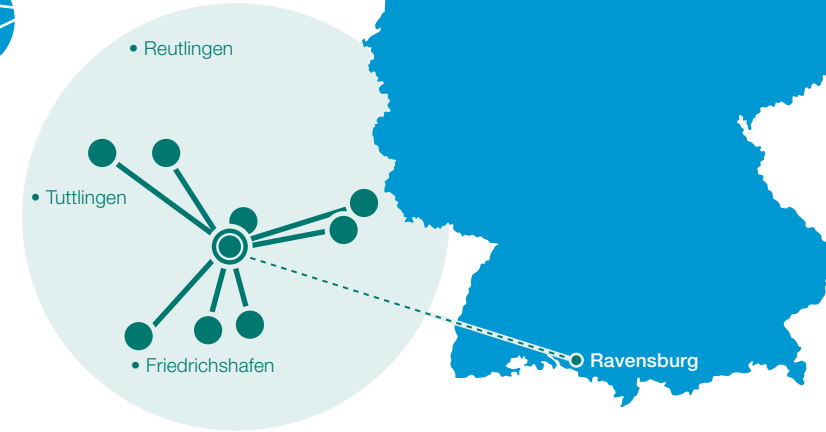 • Reutlingen
• Tuttlingen
• Friedrichshafen
Ravensburg